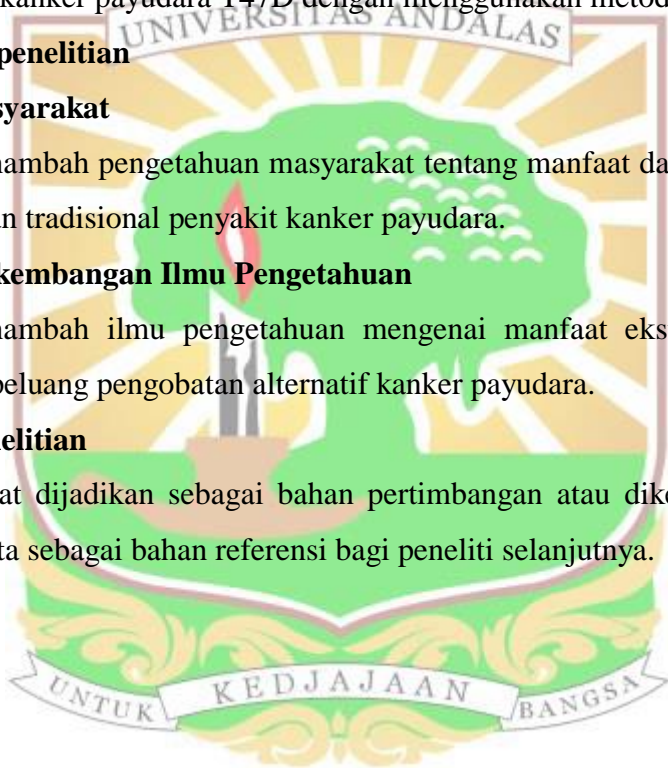 kanker payudara T47D dengan menggunakan metod
UNIVERSITAS ANDALAS
penelitian
syarakat
nambah pengetahuan masyarakat tentang manfaat da
n tradisional penyakit kanker payudara.
kembangan Ilmu Pengetahuan
nambah ilmu pengetahuan mengenai manfaat eks
peluang pengobatan alternatif kanker payudara.
elitian
at dijadikan sebagai bahan pertimbangan atau dike
ta sebagai bahan referensi bagi peneliti selanjutnya.
UNTUK KEDJAJAAN BANGSA